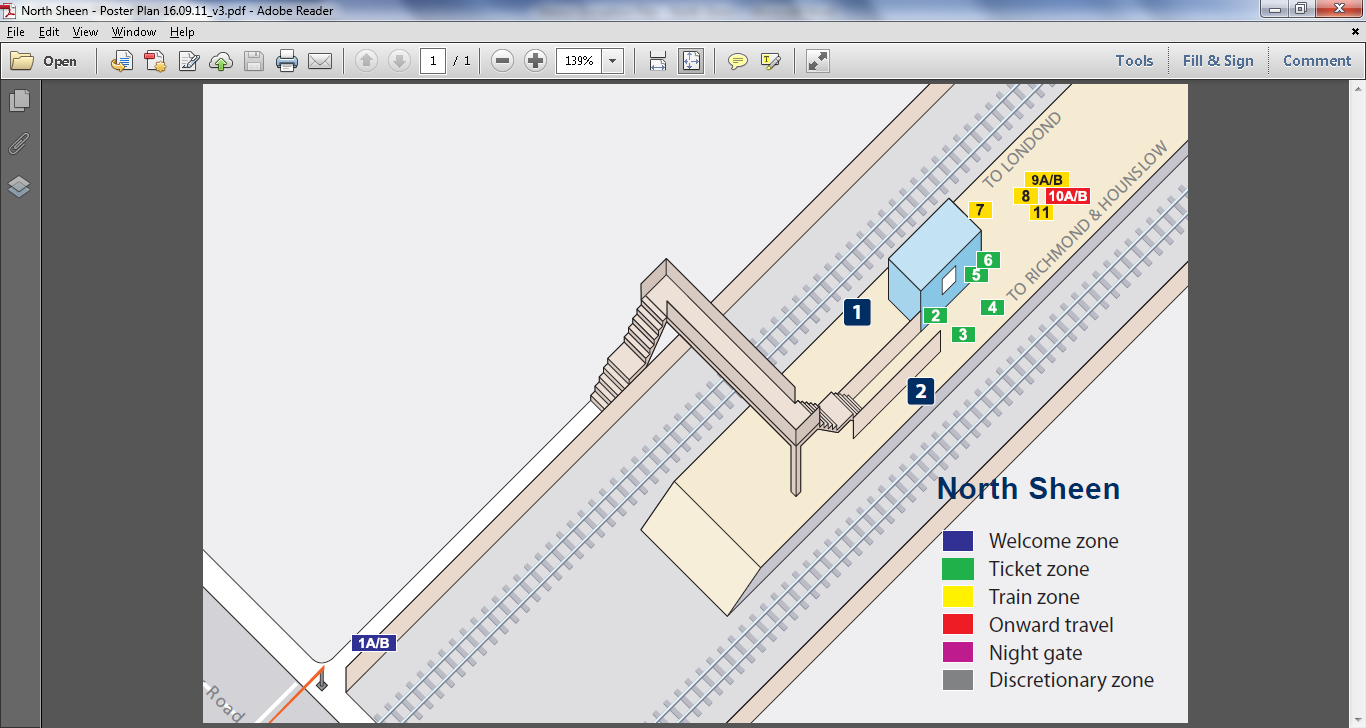 North Sheen - Poster Plan 16.09.11_v3.pdf - Adobe Reader
File Edit View Window Help
Open 1 / 1 139% Tools Fill & Sign Comment
TO LONDOND
TO RICHMOND & HOUNSLOW
9A/B
8 10A/B
7 11
6
5
1 2 4
3
2
North Sheen
Welcome zone
Ticket zone
Train zone
Onward travel
1A/B
Night gate
Discretionary zone
Road